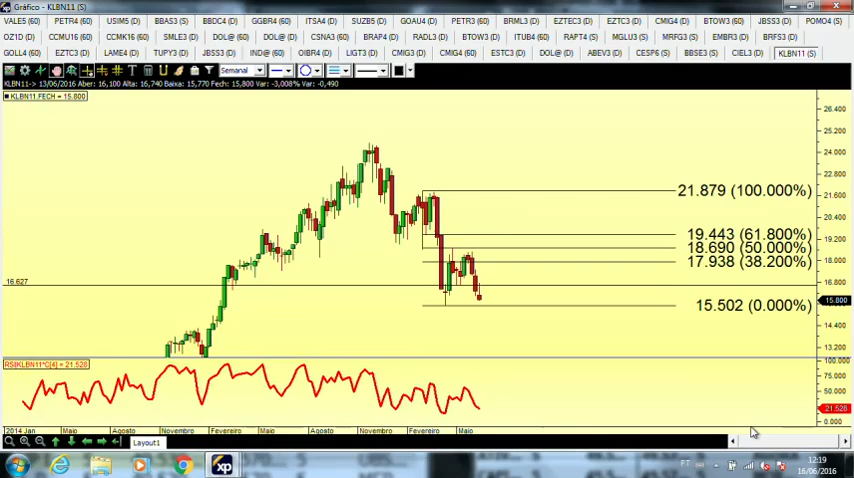 Gráfico - KLBN11 (S)
VALE5 (60) PETR4 (60) USIM5 (D) BBAS3 (S) BBDC4 (D) GGBR4 (60) ITSA4 (D) SUZB5 (D) GOAU4 (D) PETR3 (60) BRML3 (D) EZTEC3 (D) EZTC3 (D) CMIG4 (D) BTOW3 (60) JBSS3 (D) POMO4 (S)
OZ1D (D) CCMU16 (60) CCMK16 (60) SMLE3 (D) DOL@ (60) DOL@ (D) CSNA3 (60) BRAP4 (D) RADL3 (D) BTOW3 (D) ITUB4 (60) RAPT4 (S) MGLU3 (S) MRFG3 (S) EMBR3 (D) BRFS3 (D)
GOLL4 (60) EZTC3 (D) LAME4 (D) TUPY3 (D) JBSS3 (D) IND@ (60) OIBR4 (D) LIGT3 (D) CMIG3 (D) CMIG4 (60) ESTC3 (D) DOL@ (D) ABEV3 (D) CESP6 (S) BBSE3 (S) CIEL3 (D) KLBN11 (S)
Semanal
KLBN11-> 13/06/2016 Aber: 16,100 Alta: 16,740 Baixa: 15,770 Fech: 15,800 Var: -3,008% Var: -0,490
KLBN11.FECH = 15.800
26.400
25.200
24.000
22.800
21.879 (100.000%)
21.600
20.400
19.443 (61.800%)
19.200
18.690 (50.000%)
17.938 (38.200%)
18.000
16.627
16.800
15.800
15.502 (0.000%)
14.400
13.200
RSI(KLBN11*C[4] = 21.528
100.000
75.000
50.000
21.528
0.000
2014 Jan Maio Agosto Novembro Fevereiro Maio Agosto Novembro Fevereiro Maio
Layout1
xp
PT
12:19
16/06/2016